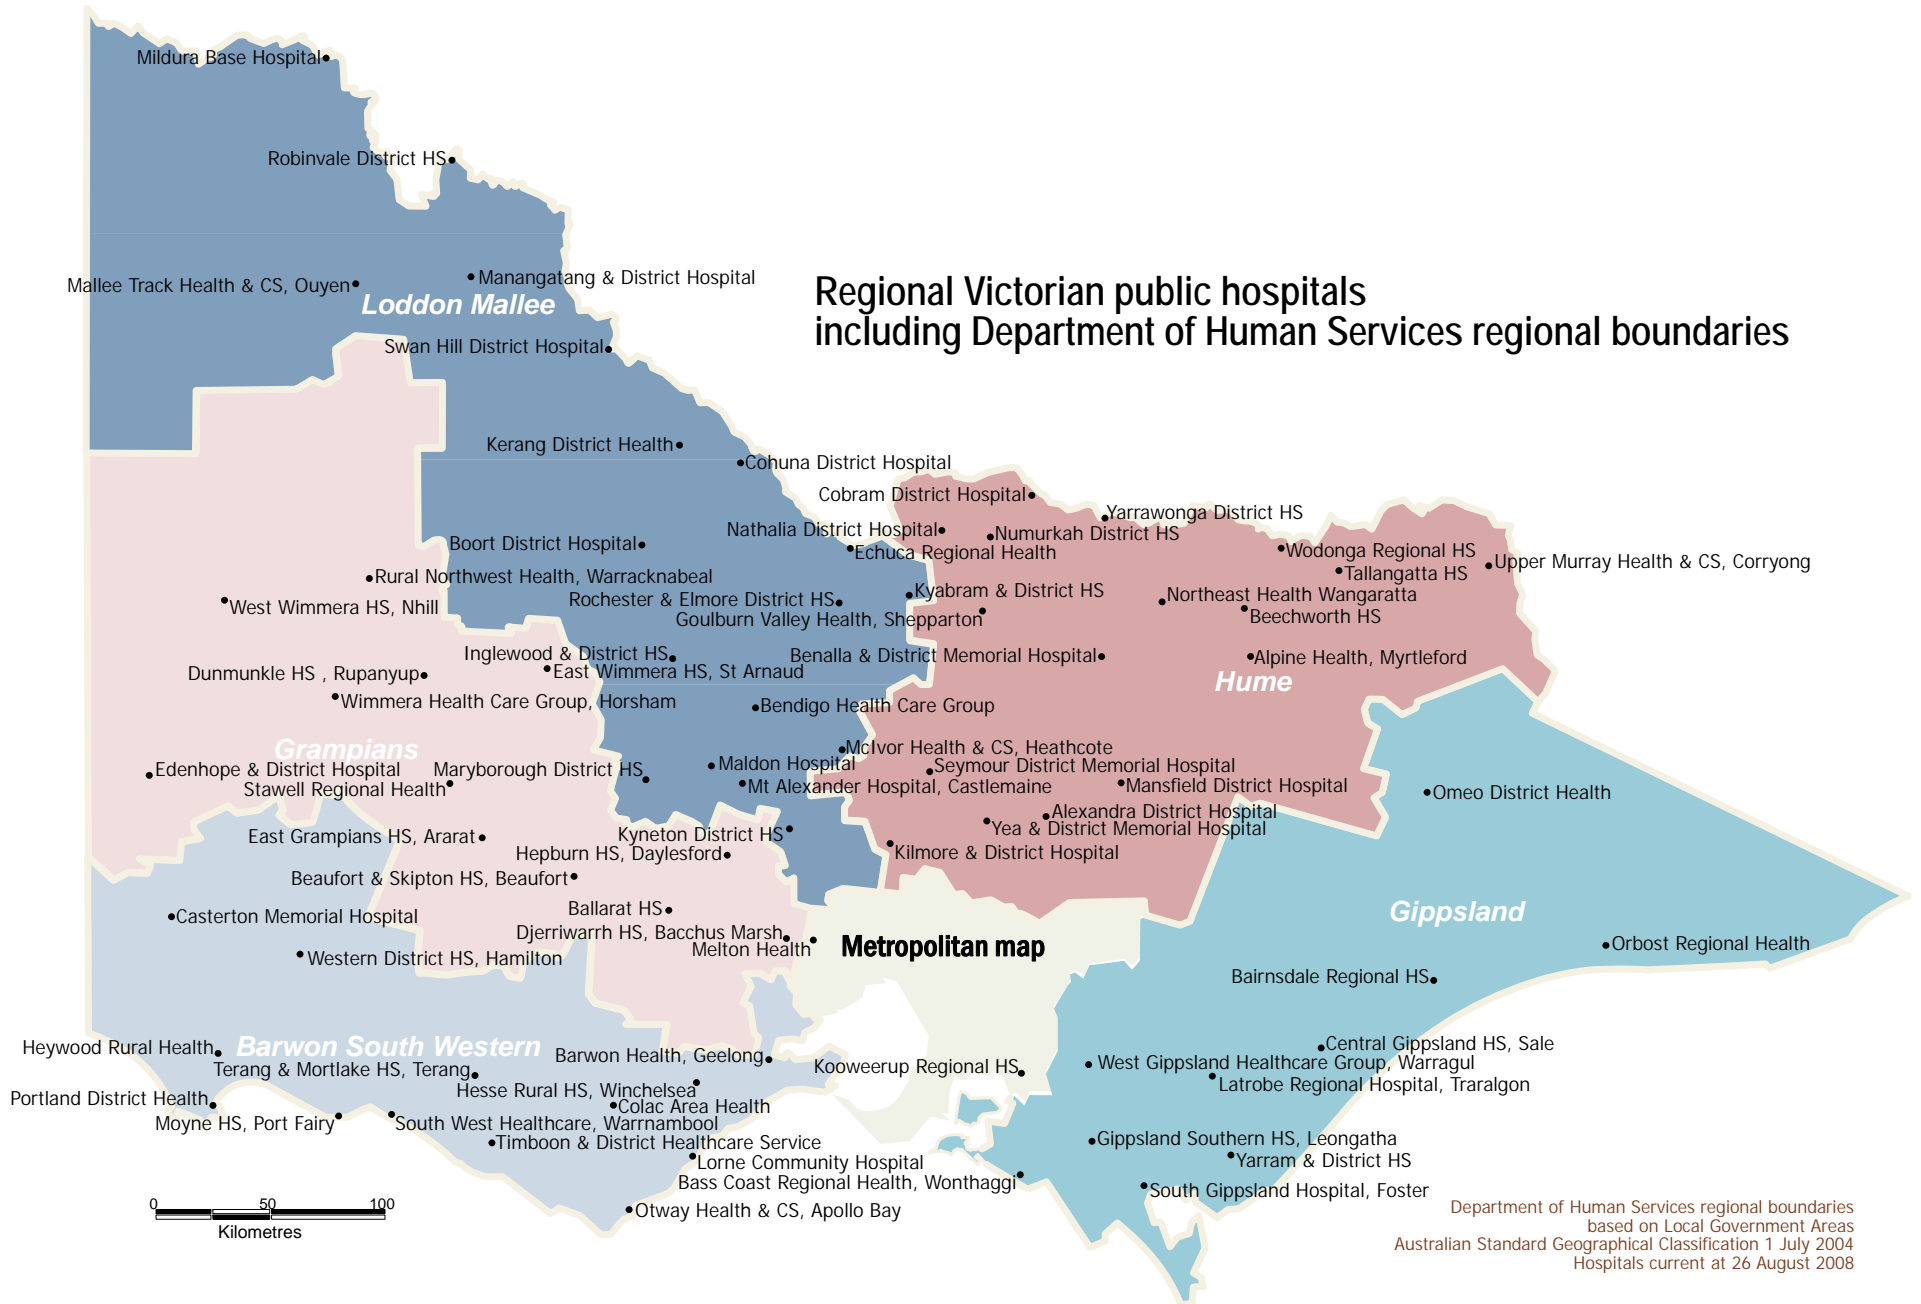 Mildura Base Hospital
Robinvale District HS
Manangatang & District Hospital
Mallee Track Health & CS, Ouyen
Loddon Mallee
Regional Victorian public hospitals
including Department of Human Services regional boundaries
Swan Hill District Hospital
Kerang District Health
Cohuna District Hospital
Cobram District Hospital
Yarrawonga District HS
Nathalia District Hospital
Numurkah District HS
Boort District Hospital
Echuca Regional Health
Wodonga Regional HS
Upper Murray Health & CS, Corryong
Tallangatta HS
Rural Northwest Health, Warracknabeal
Kyabram & District HS
Northeast Health Wangaratta
Rochester & Elmore District HS
West Wimmera HS, Nhill
Beechworth HS
Goulburn Valley Health, Shepparton
Inglewood & District HS
Benalla & District Memorial Hospital
Alpine Health, Myrtleford
East Wimmera HS, St Arnaud
Dunmunkle HS , Rupanyup
Hume
Wimmera Health Care Group, Horsham
Bendigo Health Care Group
Grampians
McIvor Health & CS, Heathcote
Maldon Hospital
Seymour District Memorial Hospital
Edenhope & District Hospital
Maryborough District HS
Mt Alexander Hospital, Castlemaine
Mansfield District Hospital
Stawell Regional Health
Omeo District Health
Alexandra District Hospital
Yea & District Memorial Hospital
East Grampians HS, Ararat
Kyneton District HS
Hepburn HS, Daylesford
Kilmore & District Hospital
Beaufort & Skipton HS, Beaufort
Ballarat HS
Casterton Memorial Hospital
Gippsland
Djerriwarrh HS, Bacchus Marsh
Melton Health
Metropolitan map
Orbost Regional Health
Western District HS, Hamilton
Bairnsdale Regional HS
Heywood Rural Health
Barwon South Western
Barwon Health, Geelong
Central Gippsland HS, Sale
Terang & Mortlake HS, Terang
Kooweerup Regional HS
West Gippsland Healthcare Group, Warragul
Latrobe Regional Hospital, Traralgon
Hesse Rural HS, Winchelsea
Portland District Health
Colac Area Health
Moyne HS, Port Fairy
South West Healthcare, Warrnambool
Timboon & District Healthcare Service
Gippsland Southern HS, Leongatha
Lorne Community Hospital
Yarram & District HS
Bass Coast Regional Health, Wonthaggi
South Gippsland Hospital, Foster
Otway Health & CS, Apollo Bay
0 50 100
Kilometres
Department of Human Services regional boundaries
based on Local Government Areas
Australian Standard Geographical Classification 1 July 2004
Hospitals current at 26 August 2008